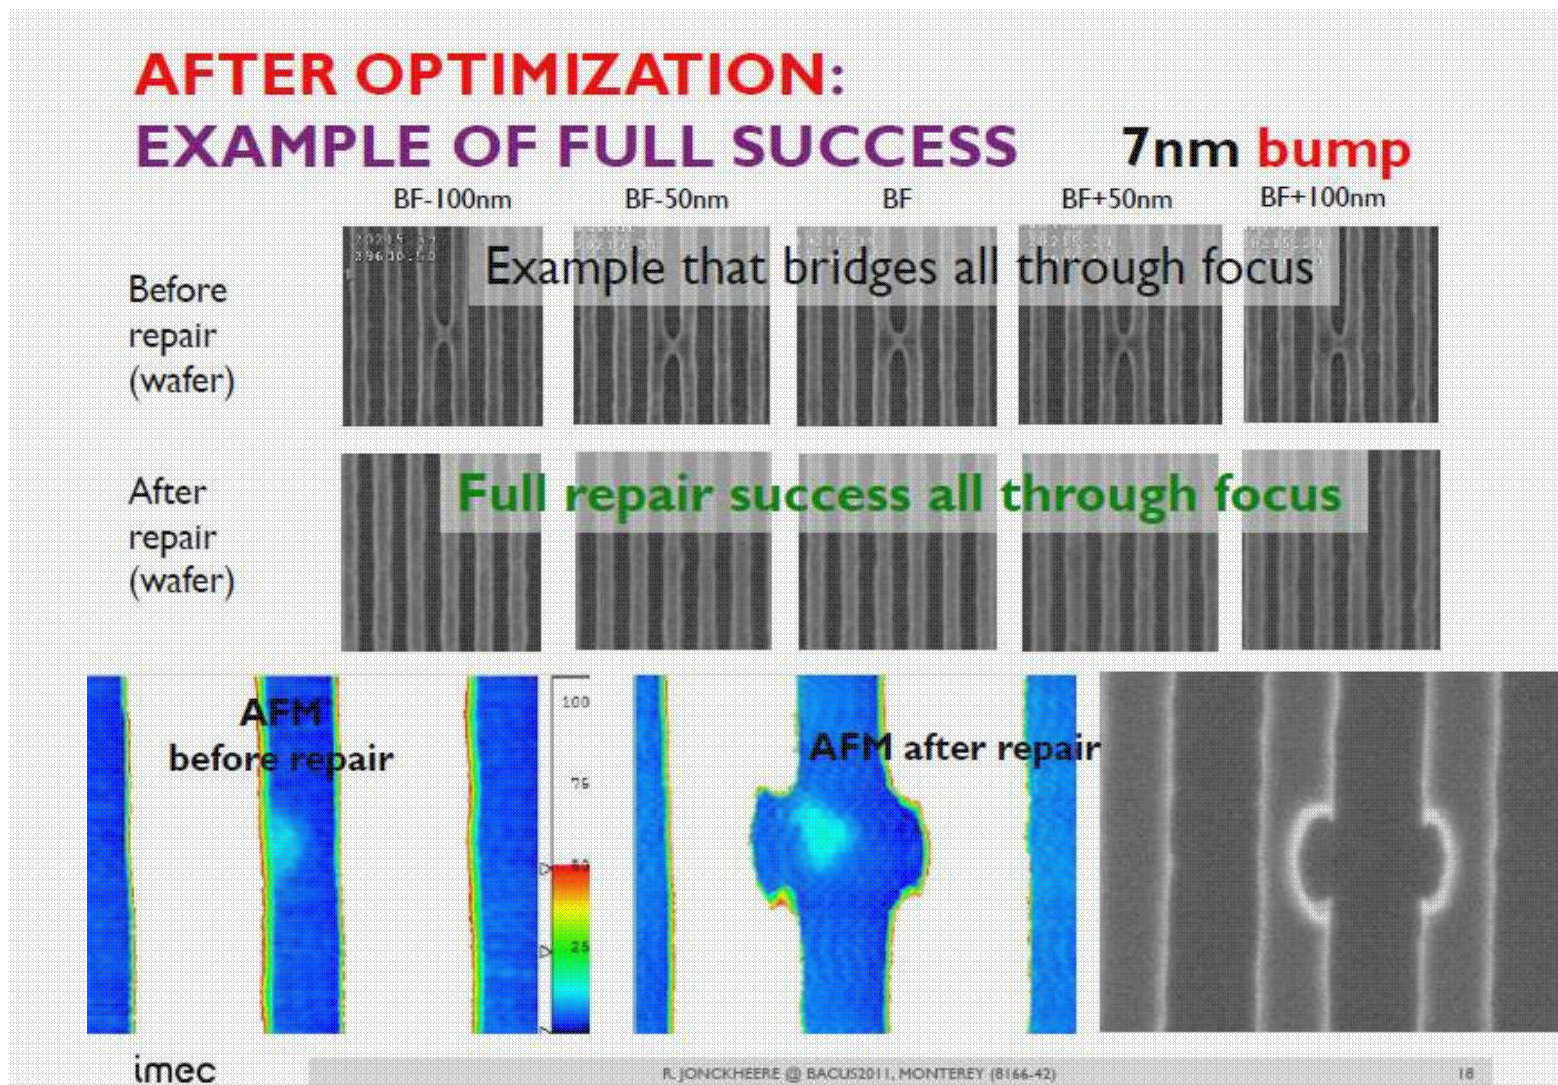 AFTER OPTIMIZATION:
EXAMPLE OF FULL SUCCESS
7nm bump
BF-100nm
BF-50nm
BF
BF+50nm
BF+100nm
Before
repair
(wafer)
Example that bridges all through focus
After
repair
(wafer)
Full repair success all through focus
AFM
before repair
100
75
50
25
AFM after repair
imec
R. JONCKHEERE @ BACUS2011, MONTEREY (8166-42)
18